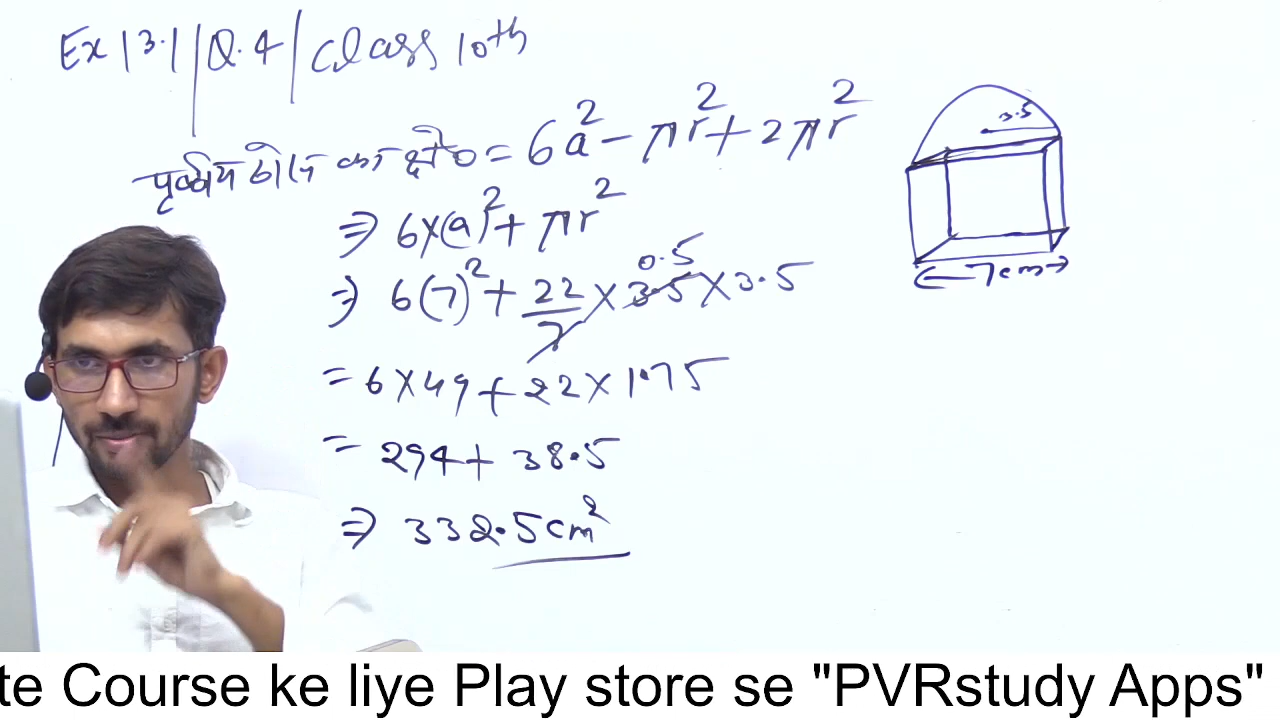 Ex 13.1 | Q.4 | Class 10th
पृष्ठीय ठोस का क्षे० = 6a² - πr² + 2πr²
3.5
⇒ 6×(a)² + πr²
0.5
⇒ 6(7)² + 22/7 × 3.5 × 3.5
7cm
= 6×49 + 22×1.75
= 294 + 38.5
⇒ 332.5cm²
te Course ke liye Play store se "PVRstudy Apps"